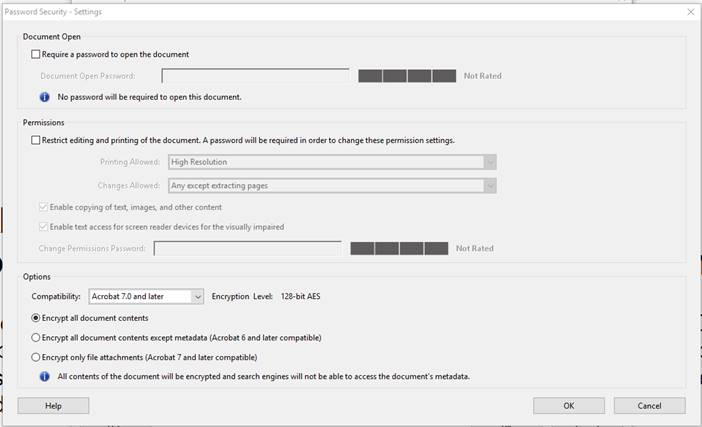 Password Security - Settings
Document Open
Require a password to open the document
Document Open Password: Not Rated
No password will be required to open this document.
Permissions
Restrict editing and printing of the document. A password will be required in order to change these permission settings.
Printing Allowed: High Resolution
Changes Allowed: Any except extracting pages
Enable copying of text, images, and other content
Enable text access for screen reader devices for the visually impaired
Change Permissions Password: Not Rated
Options
Compatibility: Acrobat 7.0 and later Encryption Level: 128-bit AES
Encrypt all document contents
Encrypt all document contents except metadata (Acrobat 6 and later compatible)
Encrypt only file attachments (Acrobat 7 and later compatible)
All contents of the document will be encrypted and search engines will not be able to access the document's metadata.
Help OK Cancel